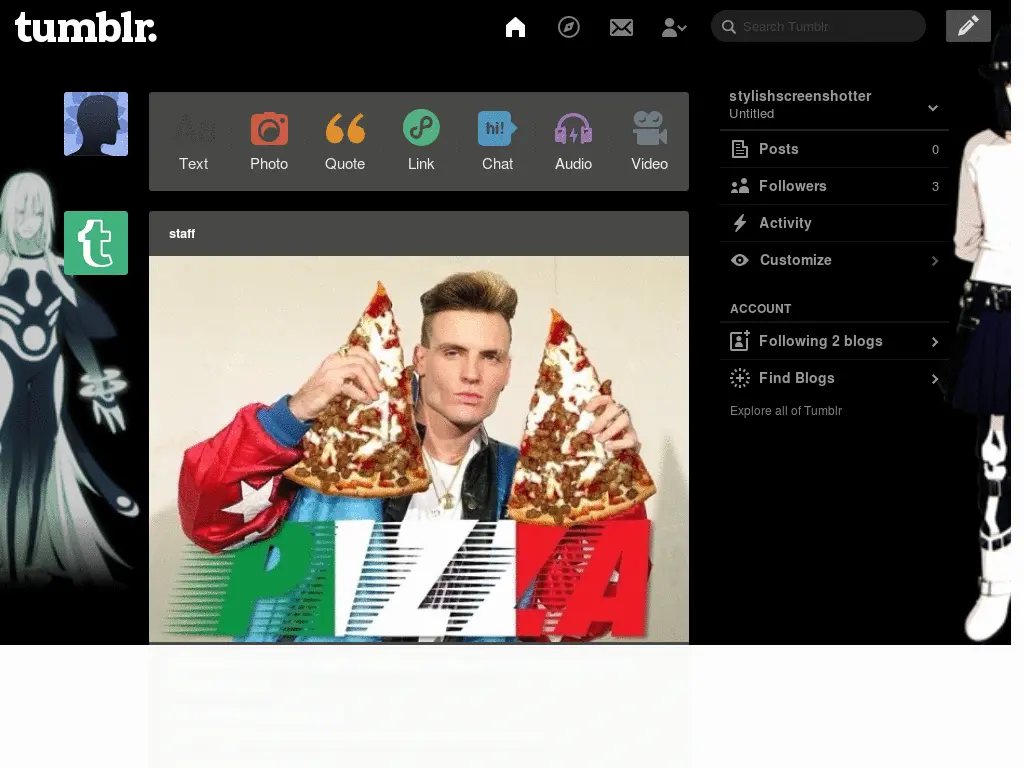 tumblr.
Search Tumblr
Aa
hi!
Text
Photo
Quote
Link
Chat
Audio
Video
t
staff
PIZZA
stylishscreenshotter
Untitled
Posts 0
Followers 3
Activity
Customize
ACCOUNT
Following 2 blogs
Find Blogs
Explore all of Tumblr